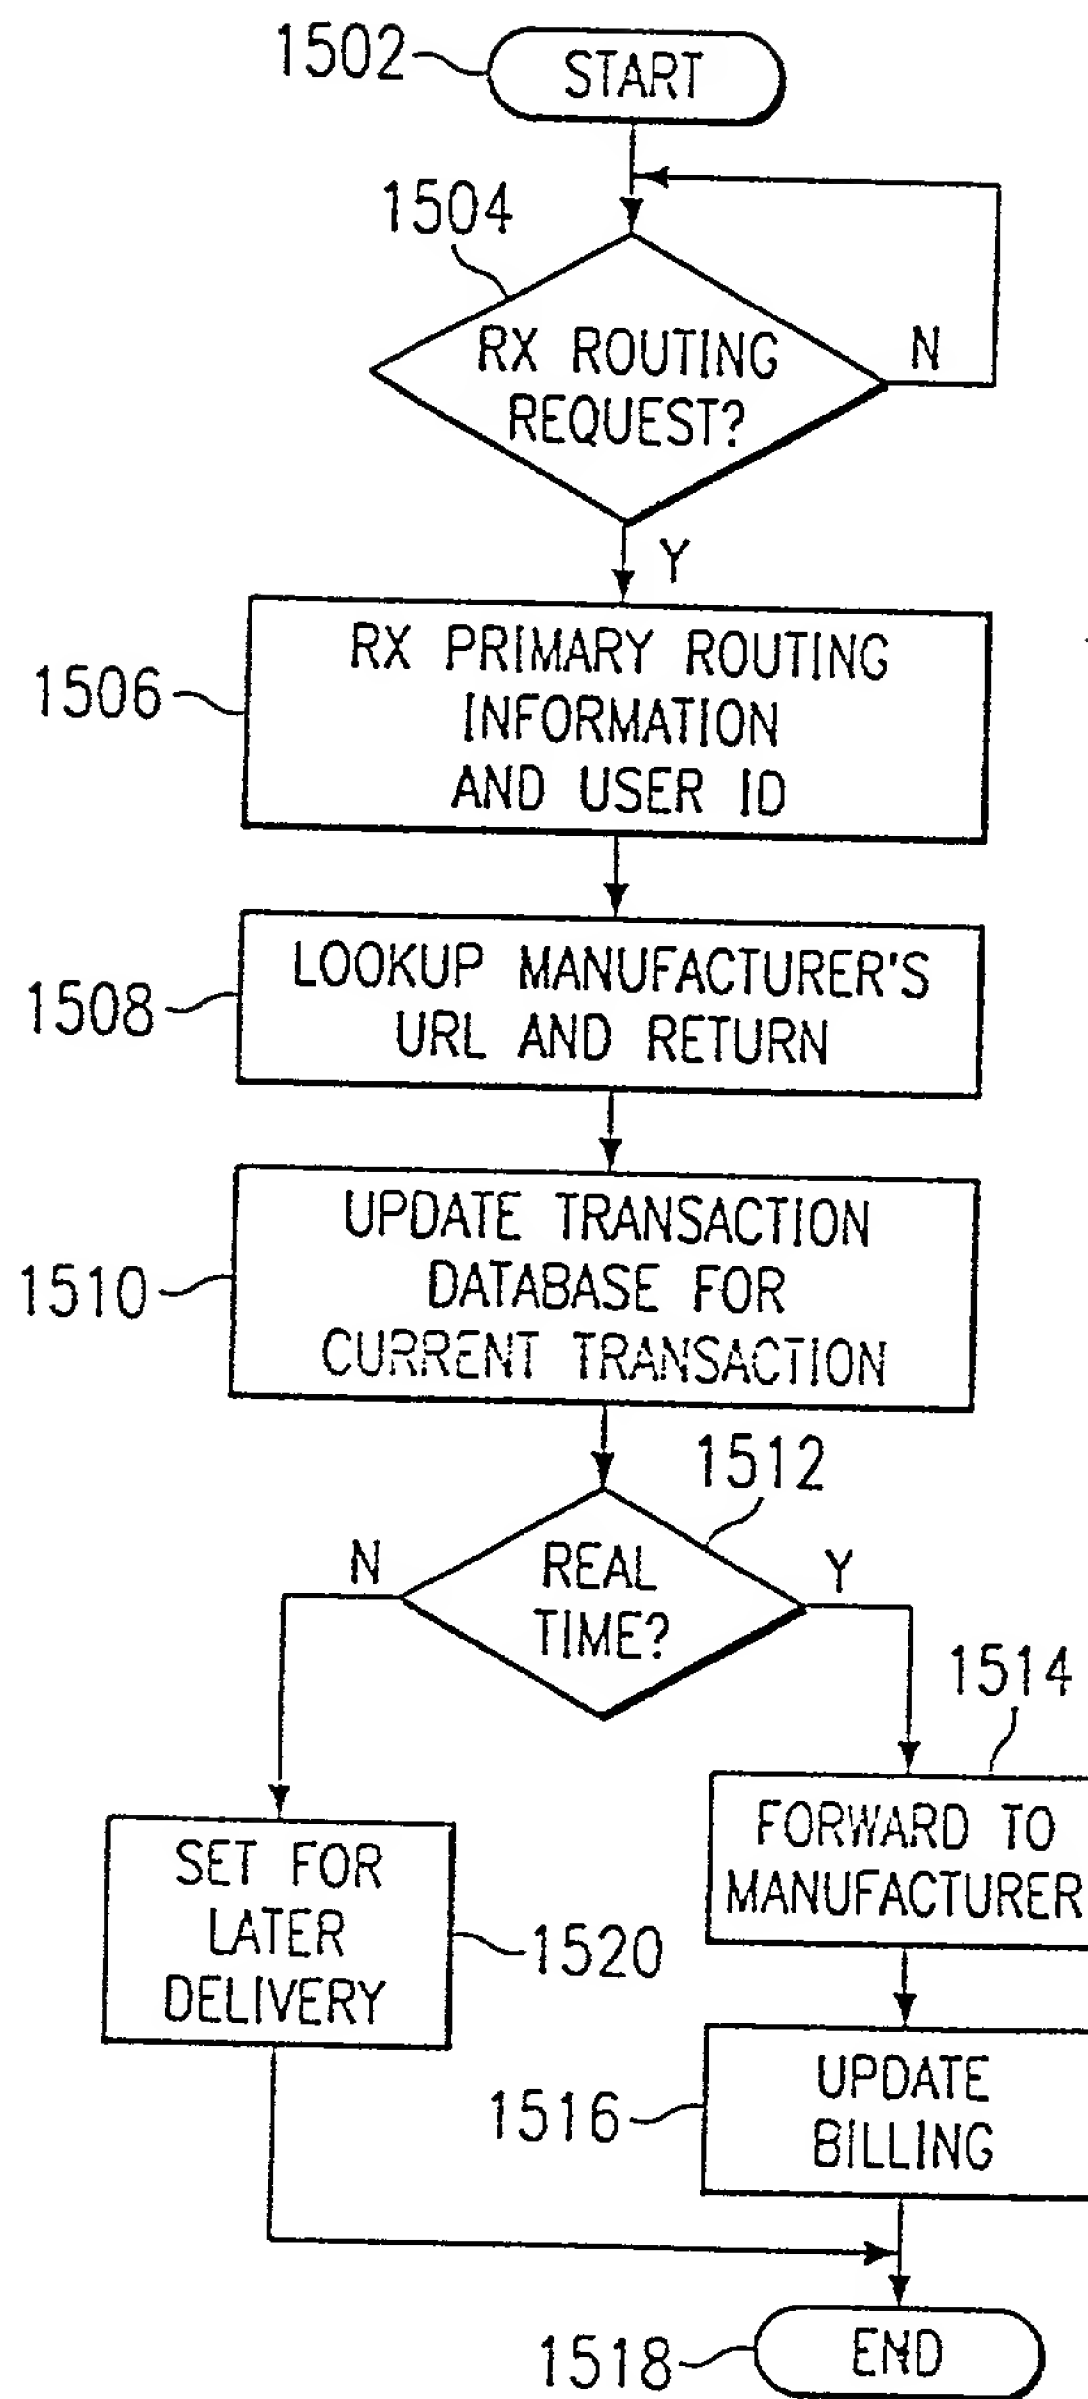 1502
START
1504
RX ROUTING
REQUEST?
N
Y
1506
RX PRIMARY ROUTING
INFORMATION
AND USER ID
1508
LOOKUP MANUFACTURER'S
URL AND RETURN
1510
UPDATE TRANSACTION
DATABASE FOR
CURRENT TRANSACTION
1512
REAL
TIME?
N
Y
1514
FORWARD TO
MANUFACTURER
SET FOR
LATER
DELIVERY
1520
1516
UPDATE
BILLING
1518
END